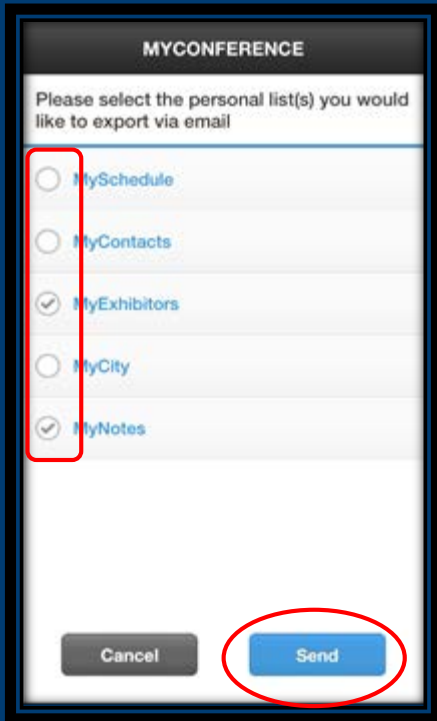 MYCONFERENCE
Please select the personal list(s) you would
like to export via email
MySchedule
MyContacts
MyExhibitors
MyCity
MyNotes
Cancel
Send